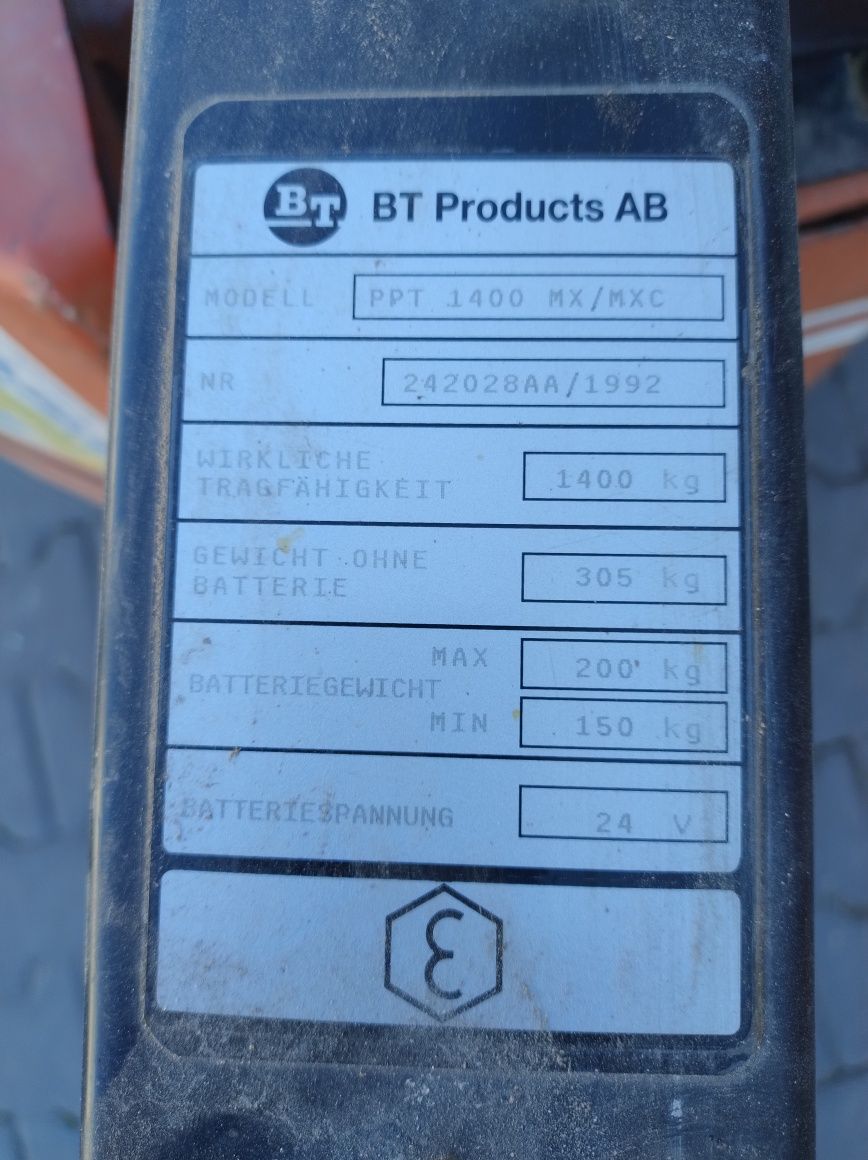 BT BT Products AB
MODELL PPT 1400 MX/MXC
NR 242028AA/1992
WIRKLICHE
TRAGFÄHIGKEIT 1400 kg
GEWICHT OHNE
BATTERIE 305 kg
MAX 200 kg
BATTERIEGEWICHT
MIN 150 kg
BATTERIESPANNUNG 24 V